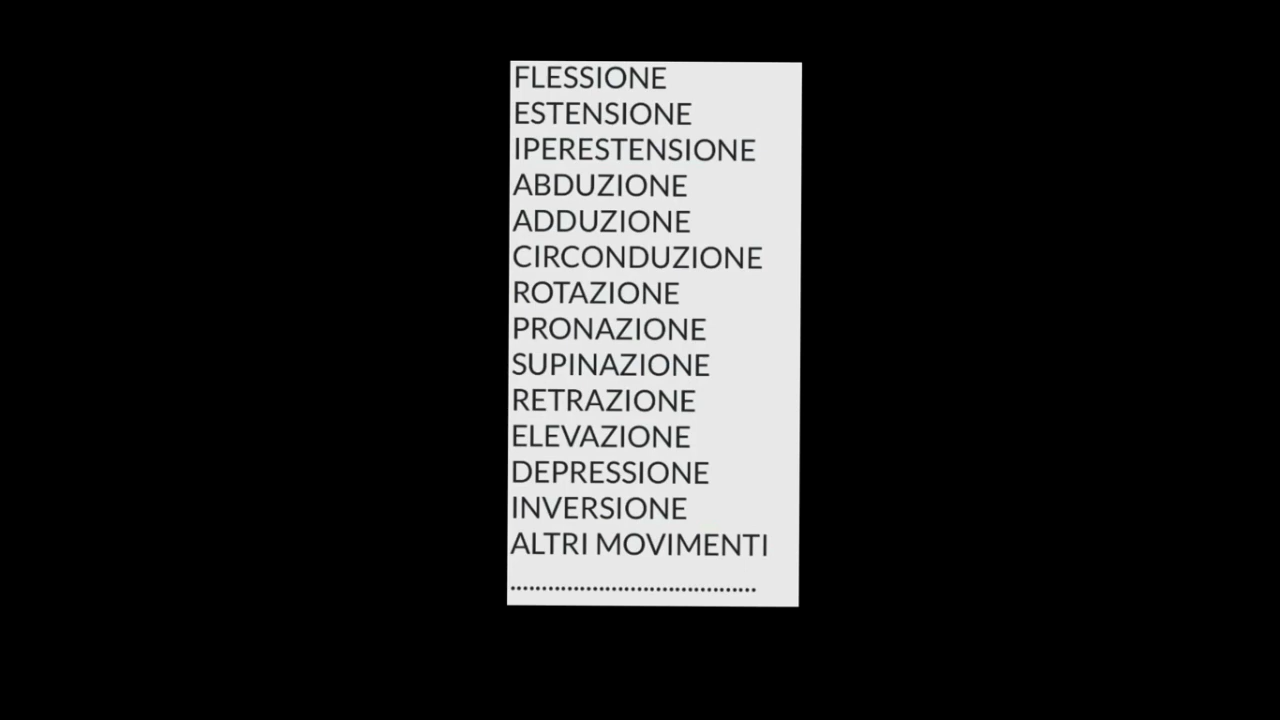 FLESSIONE
ESTENSIONE
IPERESTENSIONE
ABDUZIONE
ADDUZIONE
CIRCONDUZIONE
ROTAZIONE
PRONAZIONE
SUPINAZIONE
RETRAZIONE
ELEVAZIONE
DEPRESSIONE
INVERSIONE
ALTRI MOVIMENTI
........................................